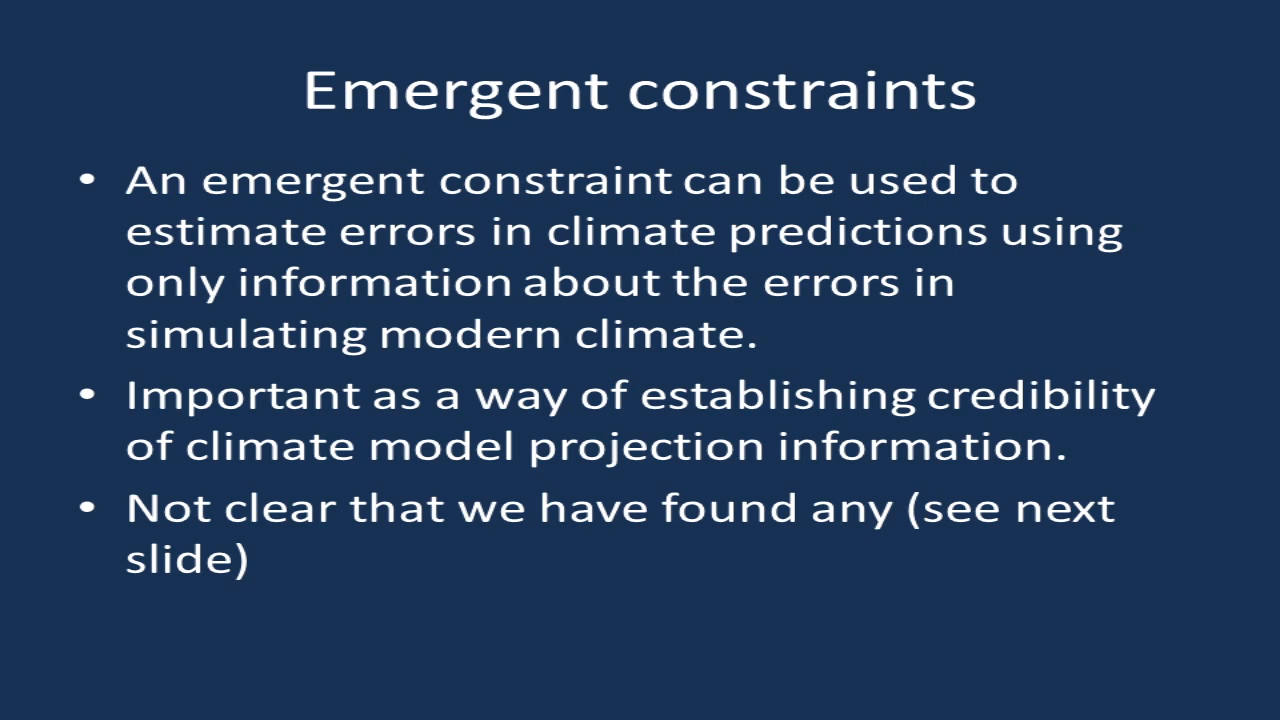 Emergent constraints
• An emergent constraint can be used to
estimate errors in climate predictions using
only information about the errors in
simulating modern climate.
• Important as a way of establishing credibility
of climate model projection information.
• Not clear that we have found any (see next
slide)